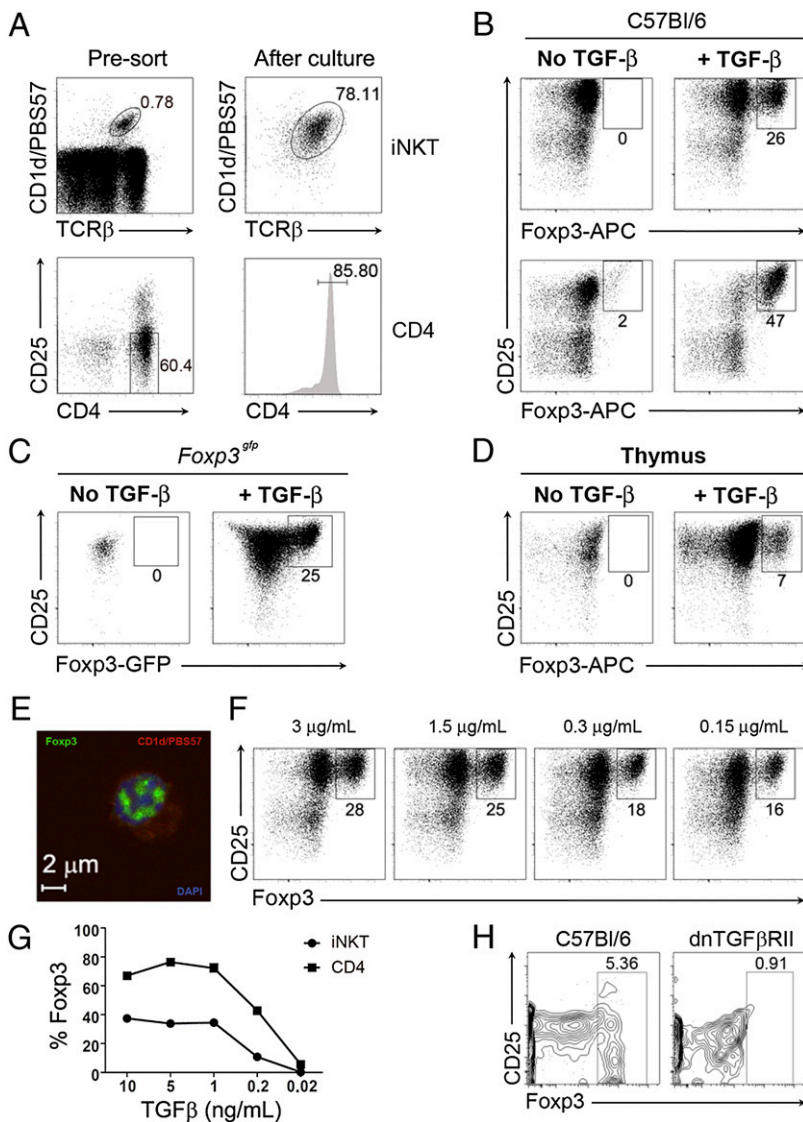 A
Pre-sort
After culture
CD1d/PBS57
0.78
TCRβ
CD1d/PBS57
78.11
TCRβ
iNKT
CD25
60.4
CD4
85.80
CD4
CD4
B
C57Bl/6
No TGF-β
+ TGF-β
CD25
0
26
Foxp3-APC
2
47
Foxp3-APC
C
Foxp3gfp
No TGF-β
+ TGF-β
CD25
0
25
Foxp3-GFP
D
Thymus
No TGF-β
+ TGF-β
CD25
0
7
Foxp3-APC
E
Foxp3
CD1d/PBS57
2 μm
DAPI
F
3 μg/mL
1.5 μg/mL
0.3 μg/mL
0.15 μg/mL
CD25
28
25
18
16
Foxp3
G
% Foxp3
100
80
60
40
20
0
10
5
1
0.2
0.02
TGFβ (ng/mL)
iNKT
CD4
H
C57Bl/6
dnTGFβRII
5.36
0.91
CD25
Foxp3